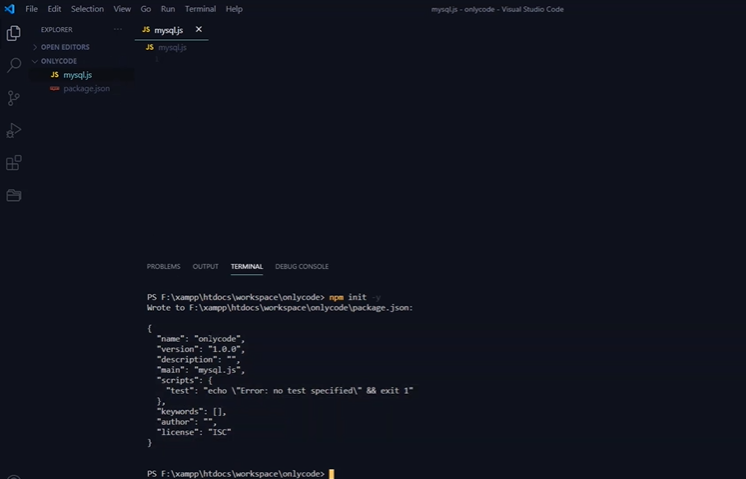 File Edit Selection View Go Run Terminal Help
mysql.js - onlycode - Visual Studio Code
EXPLORER ···
JS mysql.js
OPEN EDITORS
JS mysql.js
ONLYCODE
JS mysql.js
package.json
PROBLEMS OUTPUT TERMINAL DEBUG CONSOLE
PS F:\xampp\htdocs\workspace\onlycode> npm init -y
Wrote to F:\xampp\htdocs\workspace\onlycode\package.json:
{
"name": "onlycode",
"version": "1.0.0",
"description": "",
"main": "mysql.js",
"scripts": {
"test": "echo \"Error: no test specified\" && exit 1"
},
"keywords": [],
"author": "",
"license": "ISC"
}
PS F:\xampp\htdocs\workspace\onlycode>